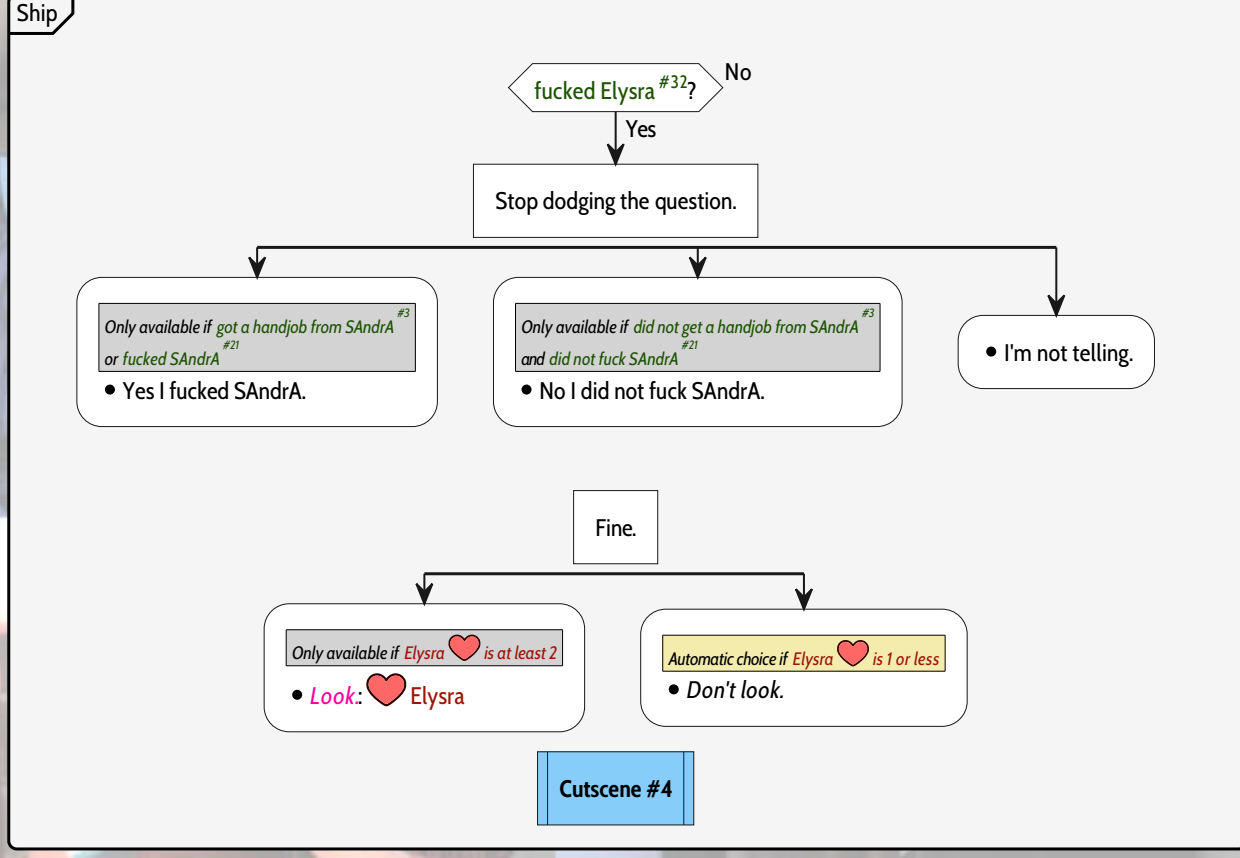 Ship
fucked Elysra #32?
No
Yes
Stop dodging the question.
Only available if got a handjob from SAndrA #3
or fucked SAndrA #21
• Yes I fucked SAndrA.
Only available if did not get a handjob from SAndrA #3
and did not fuck SAndrA #21
• No I did not fuck SAndrA.
• I'm not telling.
Fine.
Only available if Elysra is at least 2
• Look.: Elysra
Automatic choice if Elysra is 1 or less
• Don't look.
Cutscene #4